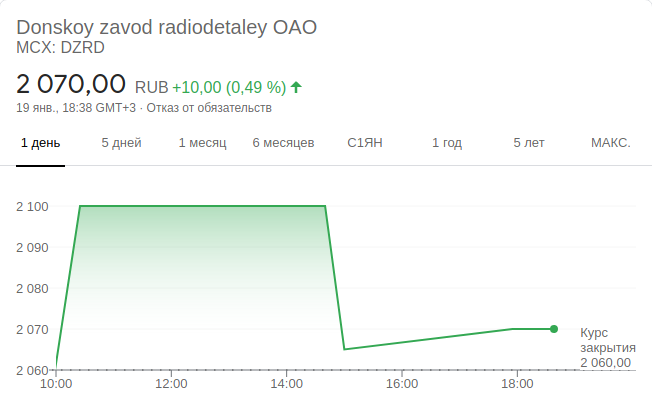 Donskoy zavod radiodetaley OAO
MCX: DZRD
2 070,00 RUB +10,00 (0,49 %)
19 янв., 18:38 GMT+3 · Отказ от обязательств
1 день 5 дней 1 месяц 6 месяцев С1ЯН 1 год 5 лет МАКС.
2 100
2 090
2 080
2 070
2 060
Курс
закрытия
2 060,00
10:00 12:00 14:00 16:00 18:00